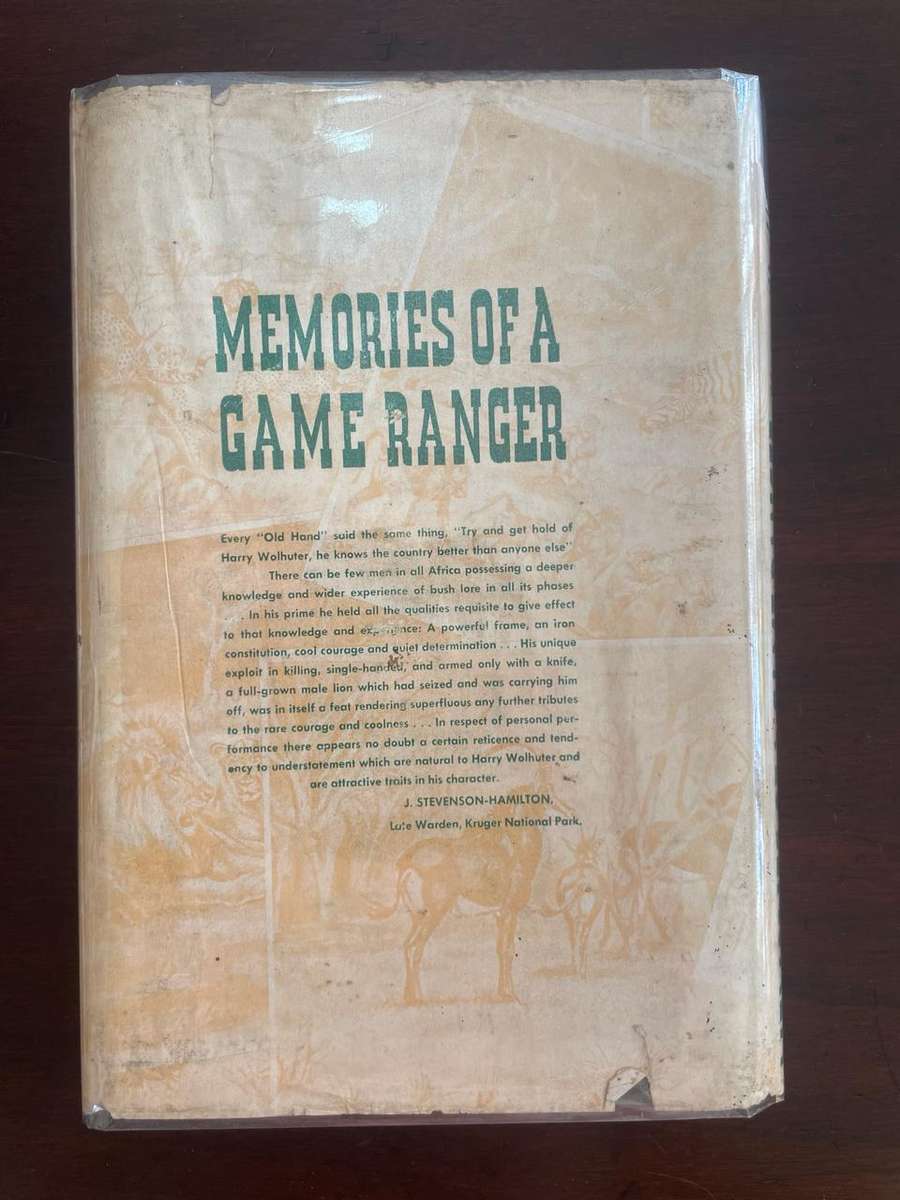 MEMORIES OF A
GAME RANGER
Every "Old Hand" said the same thing, "Try and get hold of
Harry Wolhuter, he knows the country better than anyone else"
There can be few men in all Africa possessing a deeper
knowledge and wider experience of bush lore in all its phases
. . . In his prime he held all the qualities requisite to give effect
to that knowledge and experience: A powerful frame, an iron
constitution, cool courage and quiet determination . . . His unique
exploit in killing, single-handed, and armed only with a knife,
a full-grown male lion which had seized and was carrying him
off, was in itself a feat rendering superfluous any further tributes
to the rare courage and coolness . . . In respect of personal per-
formance there appears no doubt a certain reticence and tend-
ency to understatement which are natural to Harry Wolhuter and
are attractive traits in his character.
J. STEVENSON-HAMILTON,
Late Warden, Kruger National Park.